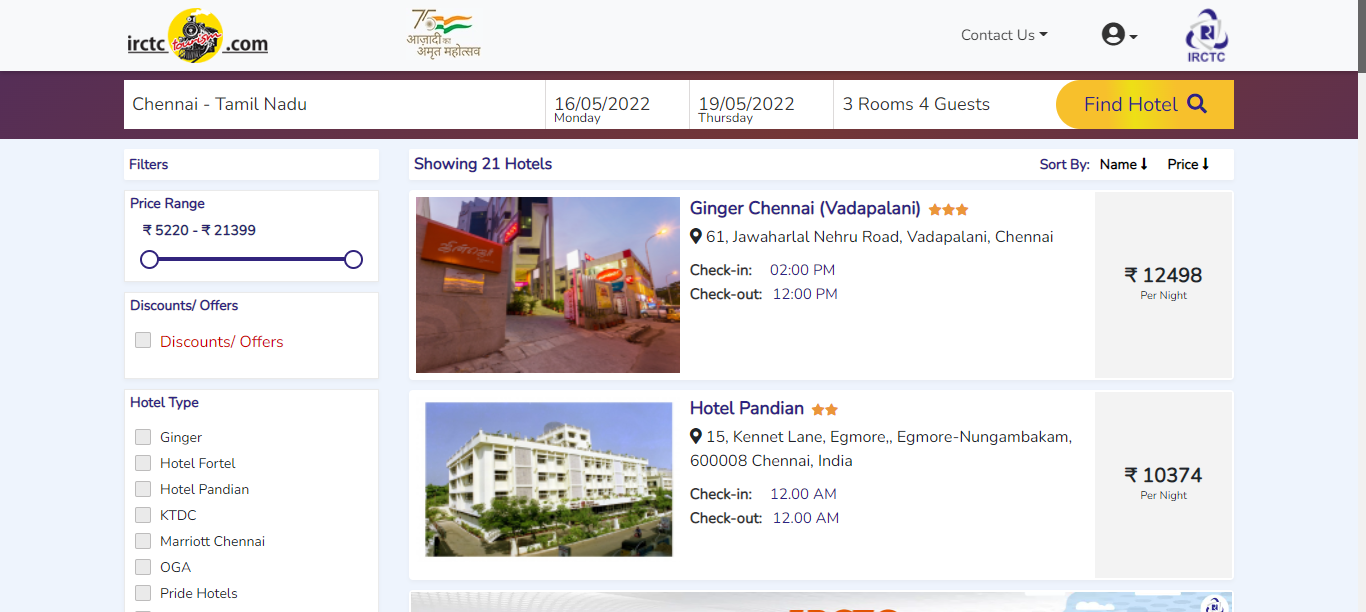 irctc tourism .com
75
आज़ादी का
अमृत महोत्सव
Contact Us
IRCTC
Chennai - Tamil Nadu
16/05/2022
Monday
19/05/2022
Thursday
3 Rooms 4 Guests
Find Hotel
Filters
Showing 21 Hotels
Sort By: Name Price
Price Range
₹ 5220 - ₹ 21399
Discounts/ Offers
Discounts/ Offers
Hotel Type
Ginger
Hotel Fortel
Hotel Pandian
KTDC
Marriott Chennai
OGA
Pride Hotels
Ginger Chennai (Vadapalani)
61, Jawaharlal Nehru Road, Vadapalani, Chennai
Check-in: 02:00 PM
Check-out: 12:00 PM
₹ 12498
Per Night
Hotel Pandian
15, Kennet Lane, Egmore,, Egmore-Nungambakam,
600008 Chennai, India
Check-in: 12.00 AM
Check-out: 12.00 AM
₹ 10374
Per Night
IRCTC